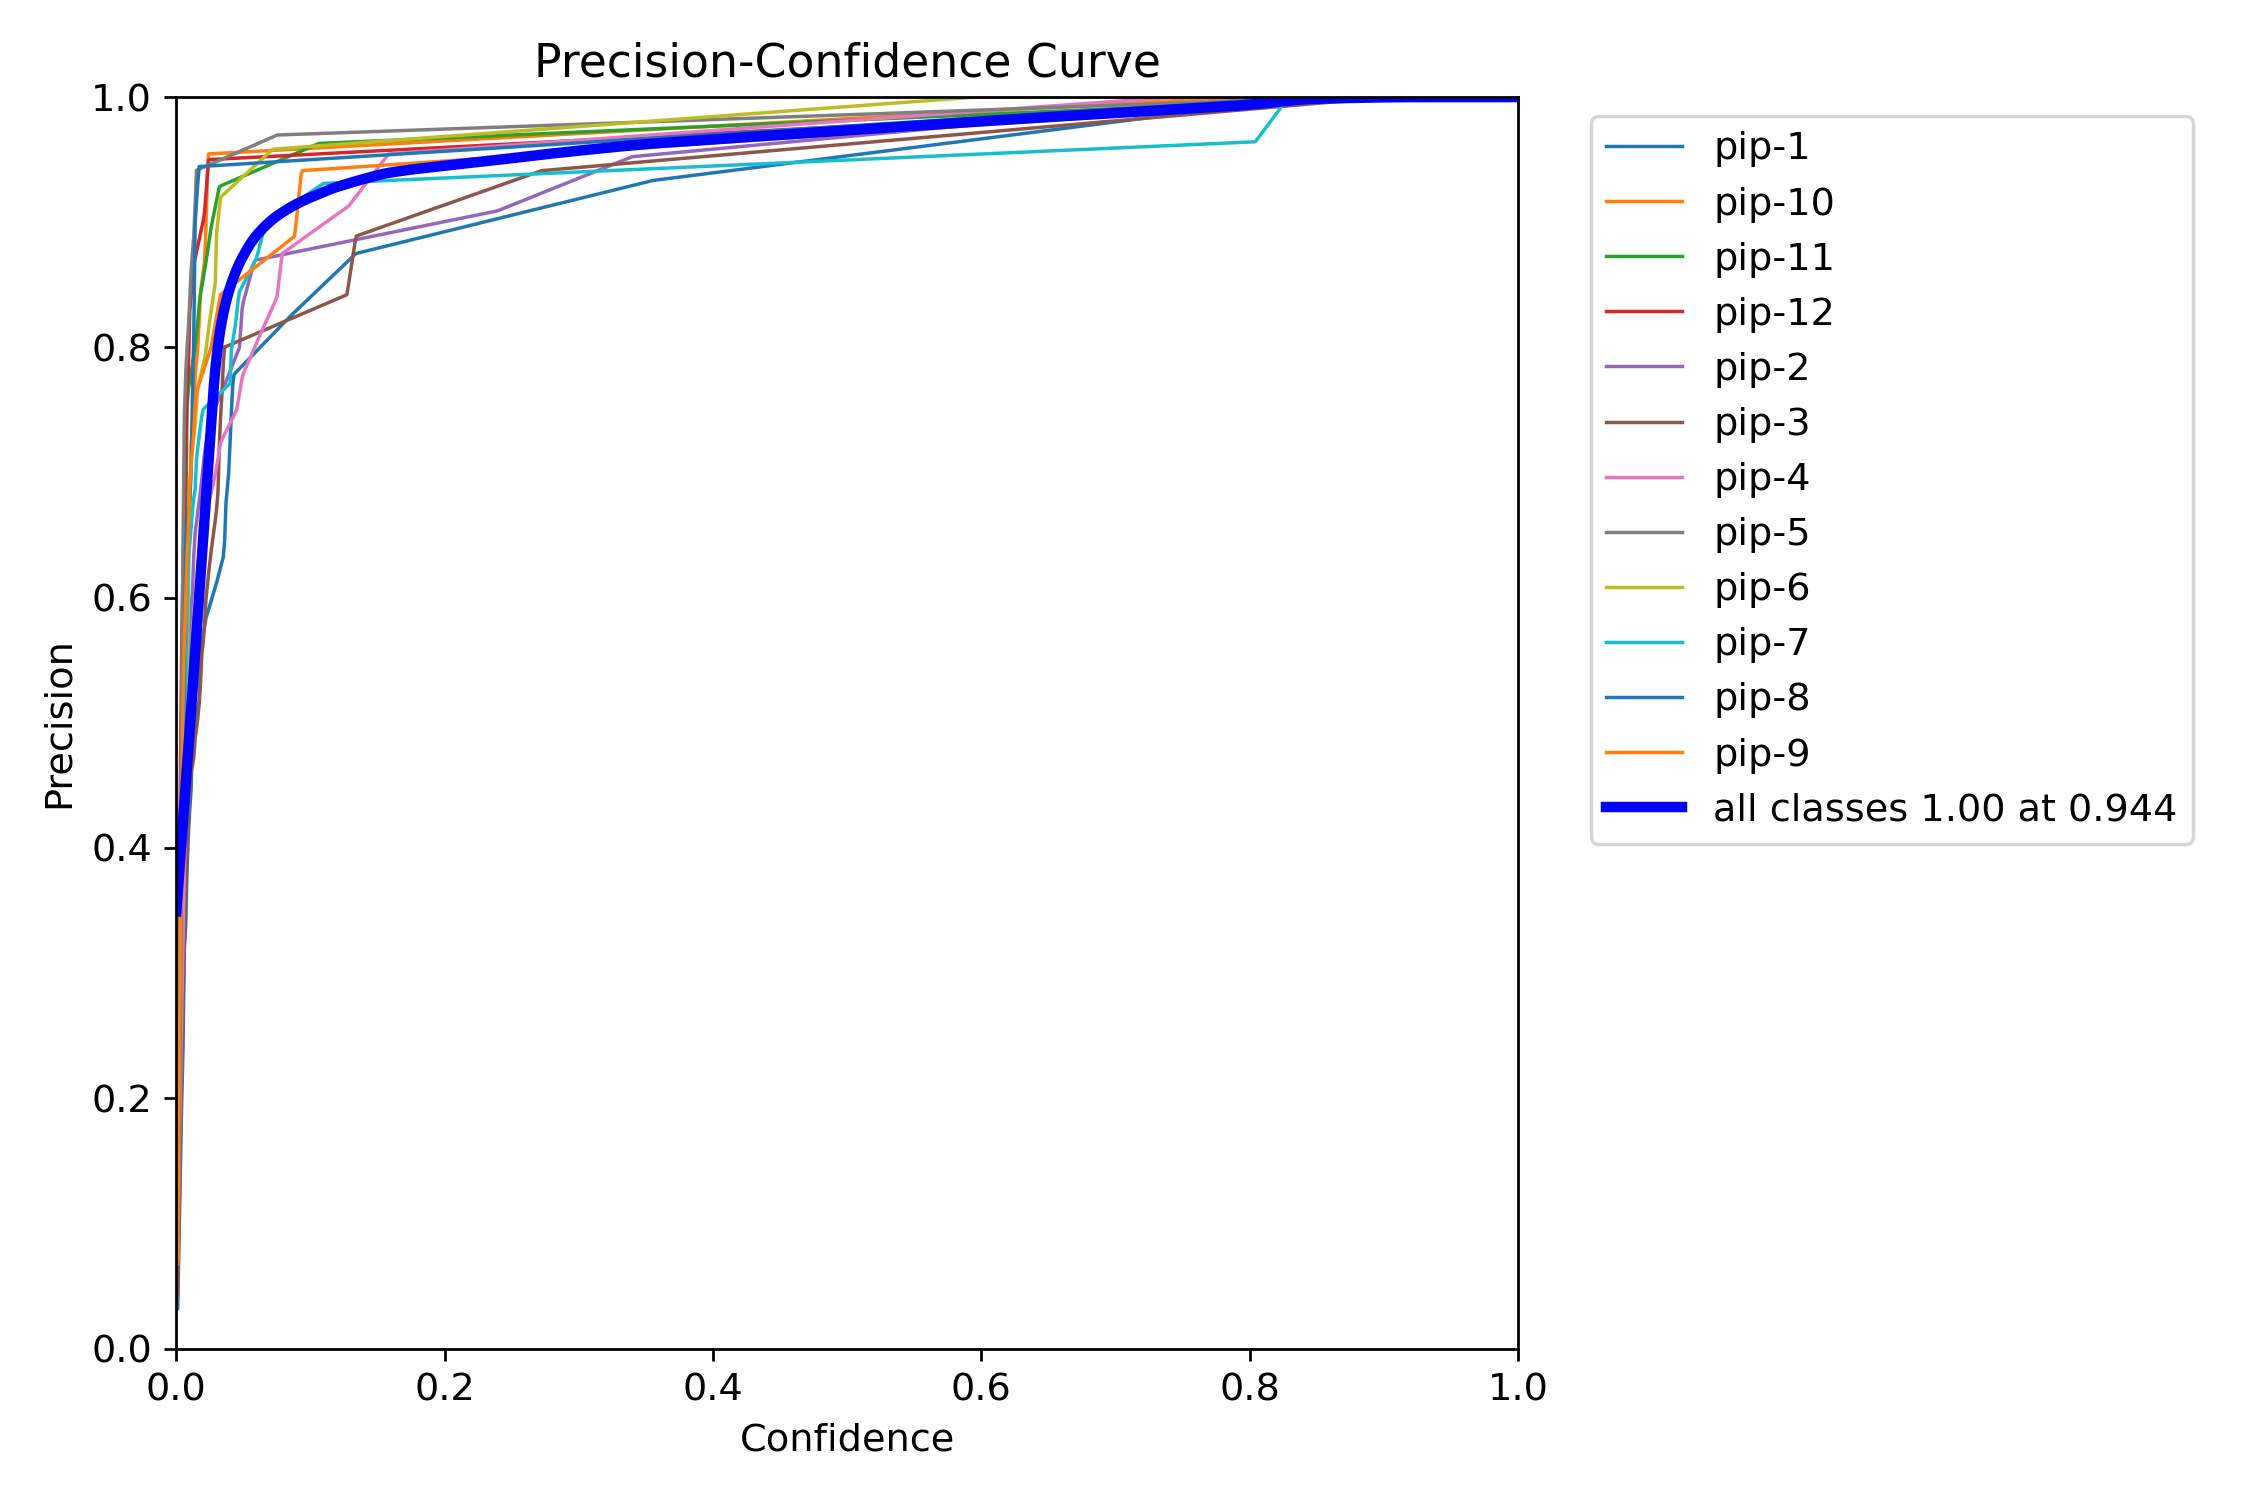 Precision-Confidence Curve
1.0
0.8
0.6
0.4
0.2
0.0
Precision
0.0 0.2 0.4 0.6 0.8 1.0
Confidence
pip-1
pip-10
pip-11
pip-12
pip-2
pip-3
pip-4
pip-5
pip-6
pip-7
pip-8
pip-9
all classes 1.00 at 0.944